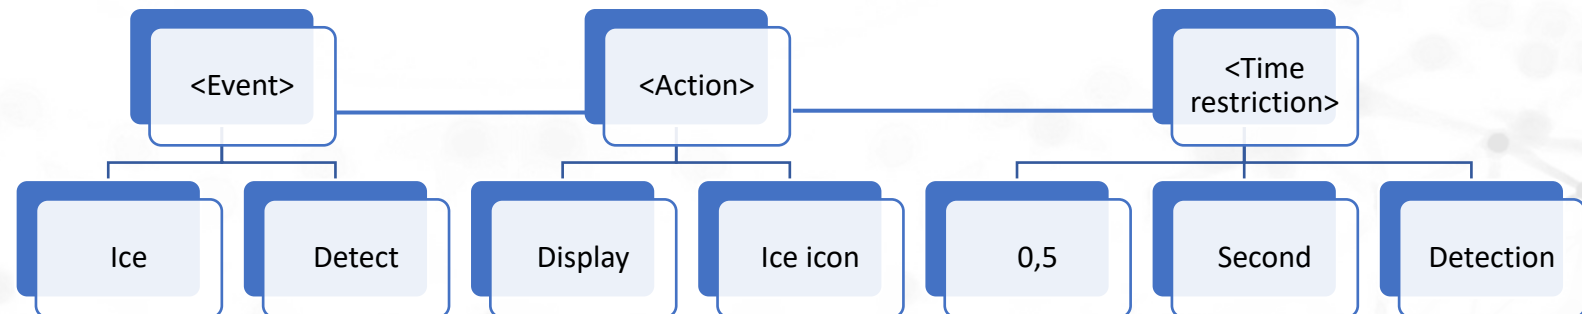 <Event>
<Action>
<Time
restriction>
Ice
Detect
Display
Ice icon
0,5
Second
Detection